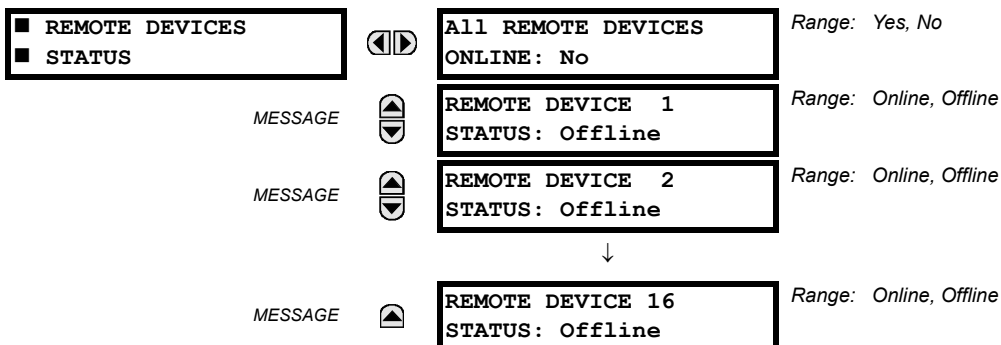 ■ REMOTE DEVICES
■ STATUS
All REMOTE DEVICES
ONLINE: No
Range: Yes, No
MESSAGE
REMOTE DEVICE 1
STATUS: Offline
Range: Online, Offline
MESSAGE
REMOTE DEVICE 2
STATUS: Offline
Range: Online, Offline
↓
MESSAGE
REMOTE DEVICE 16
STATUS: Offline
Range: Online, Offline